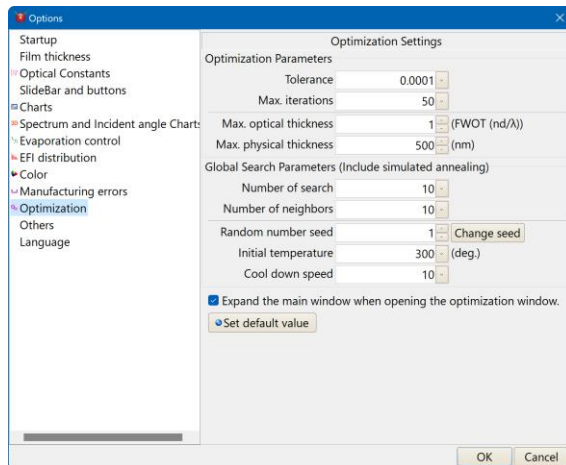 Options
Startup
Film thickness
Optical Constants
SlideBar and buttons
Charts
Spectrum and Incident angle Charts
Evaporation control
EFI distribution
Color
Manufacturing errors
Optimization
Others
Language
Optimization Settings
Optimization Parameters
Tolerance 0.0001
Max. iterations 50
Max. optical thickness 1 (FWOT (nd/λ))
Max. physical thickness 500 (nm)
Global Search Parameters (Include simulated annealing)
Number of search 10
Number of neighbors 10
Random number seed 1 Change seed
Initial temperature 300 (deg.)
Cool down speed 10
Expand the main window when opening the optimization window.
Set default value
OK Cancel